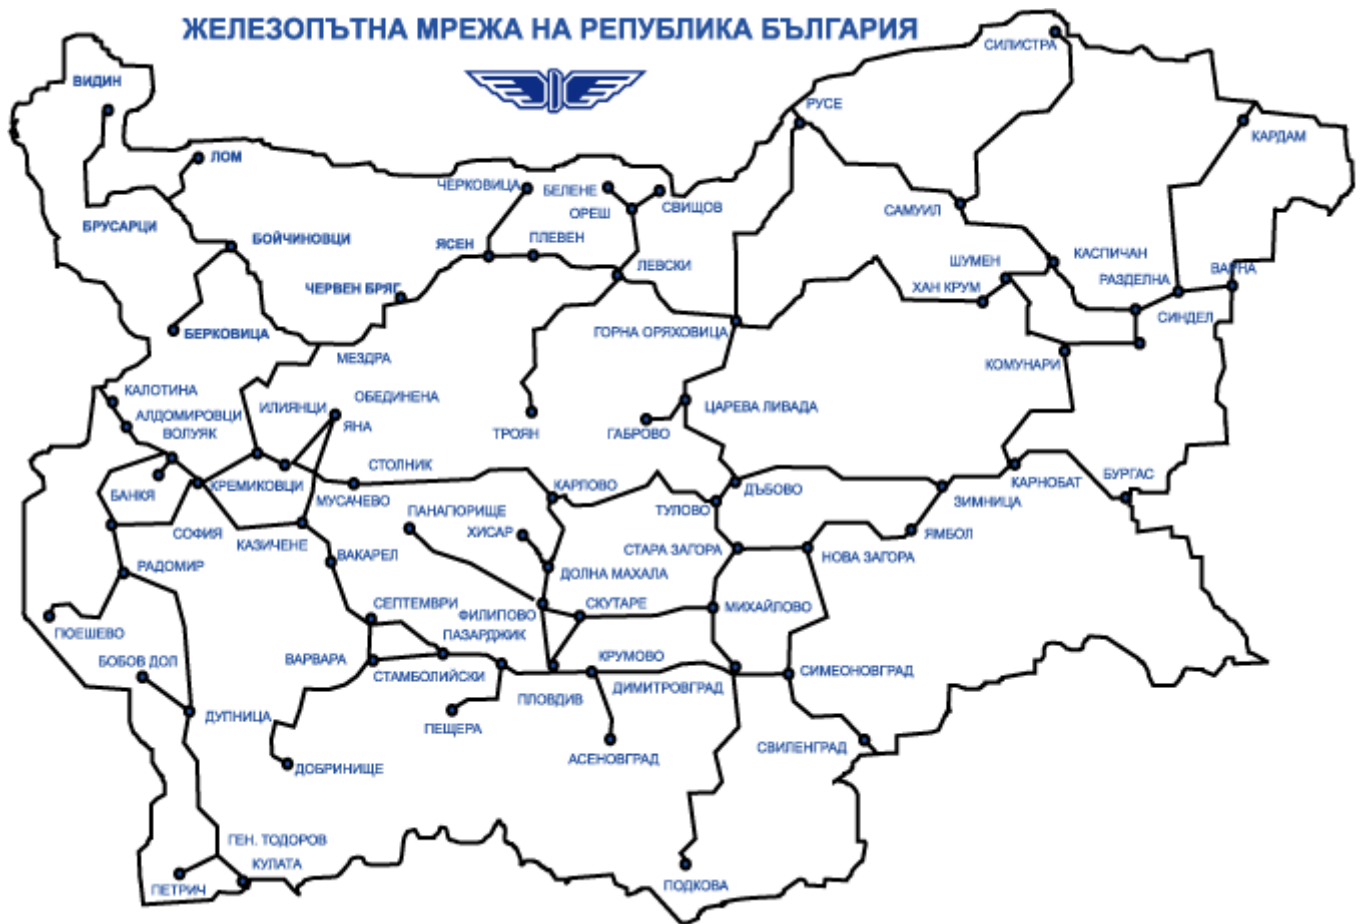 ЖЕЛЕЗОПЪТНА МРЕЖА НА РЕПУБЛИКА БЪЛГАРИЯ
СИЛИСТРА
ВИДИН
РУСЕ
КАРДАМ
ЛОМ
ЧЕРКОВИЦА
БЕЛЕНЕ
СВИЩОВ
ОРЕШ
САМУИЛ
БРУСАРЦИ
БОЙЧИНОВЦИ
ЯСЕН
ПЛЕВЕН
ЛЕВСКИ
ШУМЕН
КАСПИЧАН
РАЗДЕЛНА
ВАРНА
ЧЕРВЕН БРЯГ
ХАН КРУМ
СИНДЕЛ
БЕРКОВИЦА
ГОРНА ОРЯХОВИЦА
МЕЗДРА
КОМУНАРИ
КАЛОТИНА
ОБЕДИНЕНА
АЛДОМИРОВЦИ
ИЛИЯНЦИ
ЯНА
ЦАРЕВА ЛИВАДА
ВОЛУЯК
ТРОЯН
ГАБРОВО
СТОЛНИК
КРЕМИКОВЦИ
БАНКЯ
МУСАЧЕВО
КАРЛОВО
ДЪБОВО
ТУЛОВО
ЗИМНИЦА
КАРНОБАТ
БУРГАС
ПАНАГЮРИЩЕ
СОФИЯ
КАЗИЧЕНЕ
ХИСАР
ЯМБОЛ
ВАКАРЕЛ
СТАРА ЗАГОРА
НОВА ЗАГОРА
РАДОМИР
ДОЛНА МАХАЛА
СЕПТЕМВРИ
ФИЛИПОВО
СКУТАРЕ
МИХАЙЛОВО
ГЮЕШЕВО
ПАЗАРДЖИК
БОБОВ ДОЛ
ВАРВАРА
СТАМБОЛИЙСКИ
КРУМОВО
СИМЕОНОВГРАД
ДИМИТРОВГРАД
ПЛОВДИВ
ДУПНИЦА
ПЕЩЕРА
СВИЛЕНГРАД
АСЕНОВГРАД
ДОБРИНИЩЕ
ГЕН. ТОДОРОВ
КУЛАТА
ПЕТРИЧ
ПОДКОВА